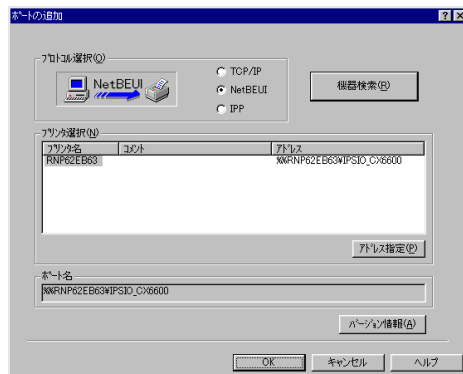 ポートの追加
プロトコル選択(O)
NetBEUI
TCP/IP
NetBEUI
IPP
機器検索(R)
プリンタ選択(N)
プリンタ名 コメント アドレス
RNP62EB63 %%RNP62EB63¥IPSIO_CX6600
アドレス指定(P)
ポート名
%%RNP62EB63¥IPSIO_CX6600
バージョン情報(A)
OK キャンセル ヘルプ